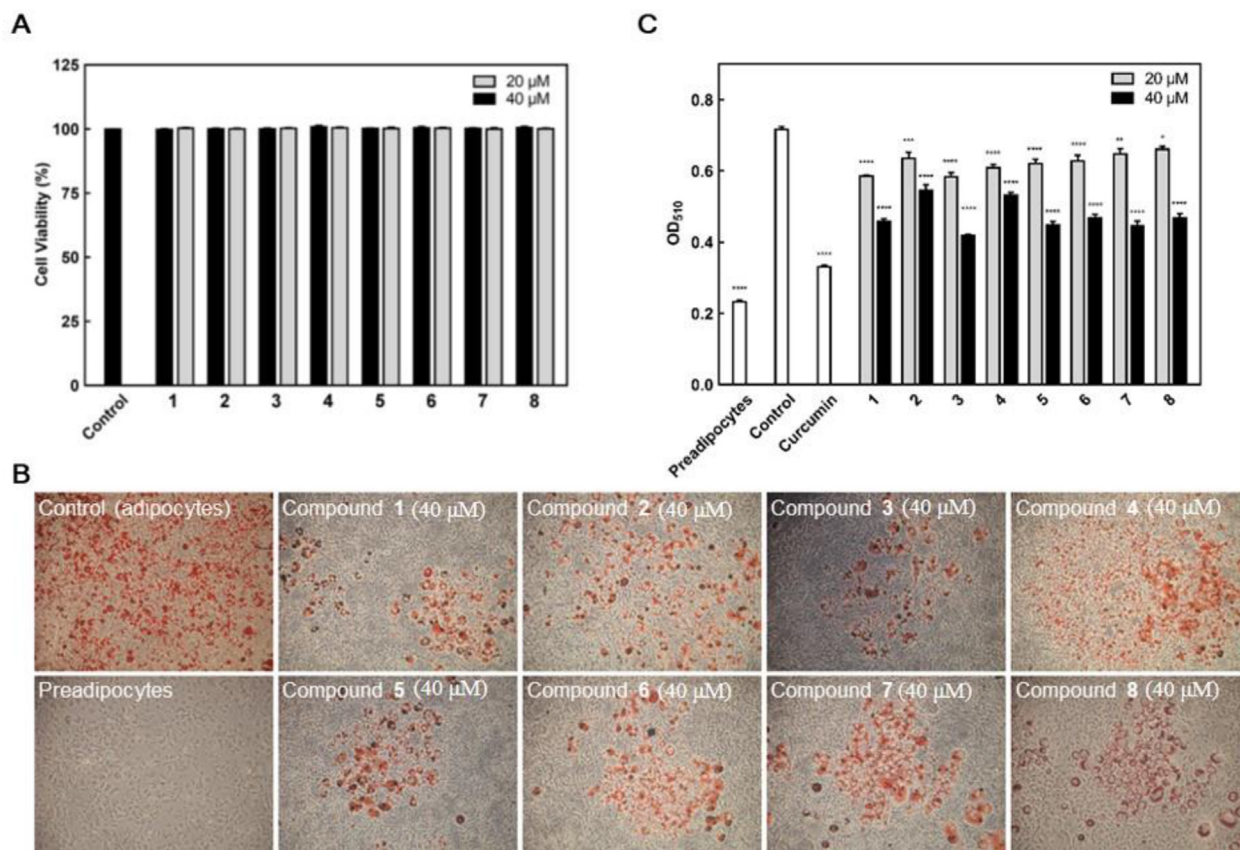 A
125
100
75
50
25
0
Cell Viability (%)
20 µM
40 µM
Control
1
2
3
4
5
6
7
8
C
0.8
0.6
0.4
0.2
0.0
OD510
20 µM
40 µM
****
****
****
****
***
****
****
****
****
****
****
****
****
****
**
****
*
****
Preadipocytes
Control
Curcumin
1
2
3
4
5
6
7
8
B
Control (adipocytes)
Compound 1 (40 µM)
Compound 2 (40 µM)
Compound 3 (40 µM)
Compound 4 (40 µM)
Preadipocytes
Compound 5 (40 µM)
Compound 6 (40 µM)
Compound 7 (40 µM)
Compound 8 (40 µM)